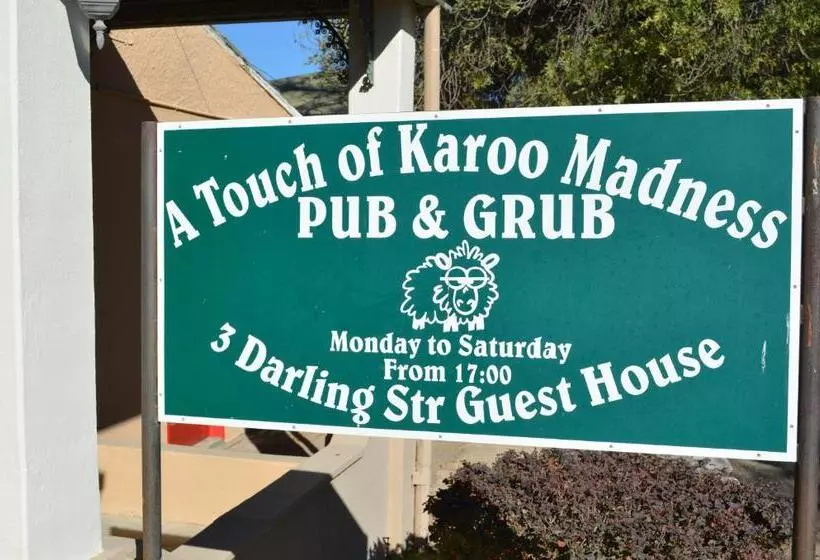 A Touch of Karoo Madness
PUB & GRUB
Monday to Saturday
From 17:00
3 Darling Str Guest House